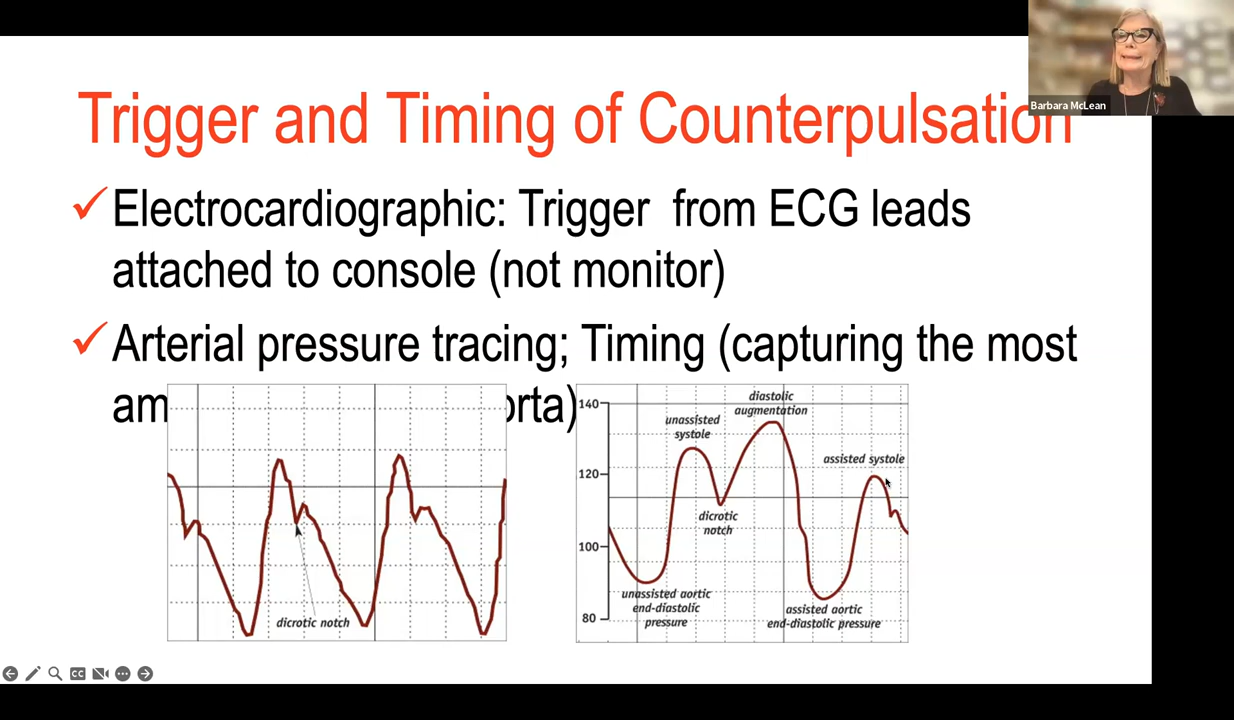 Trigger and Timing of Counterpulsation
Barbara McLean
Electrocardiographic: Trigger from ECG leads
attached to console (not monitor)
Arterial pressure tracing; Timing (capturing the most
am
orta)
dicrotic notch
140
120
100
80
unassisted
systole
diastolic
augmentation
assisted systole
dicrotic
notch
unassisted aortic
end-diastolic
pressure
assisted aortic
end-diastolic pressure
CC